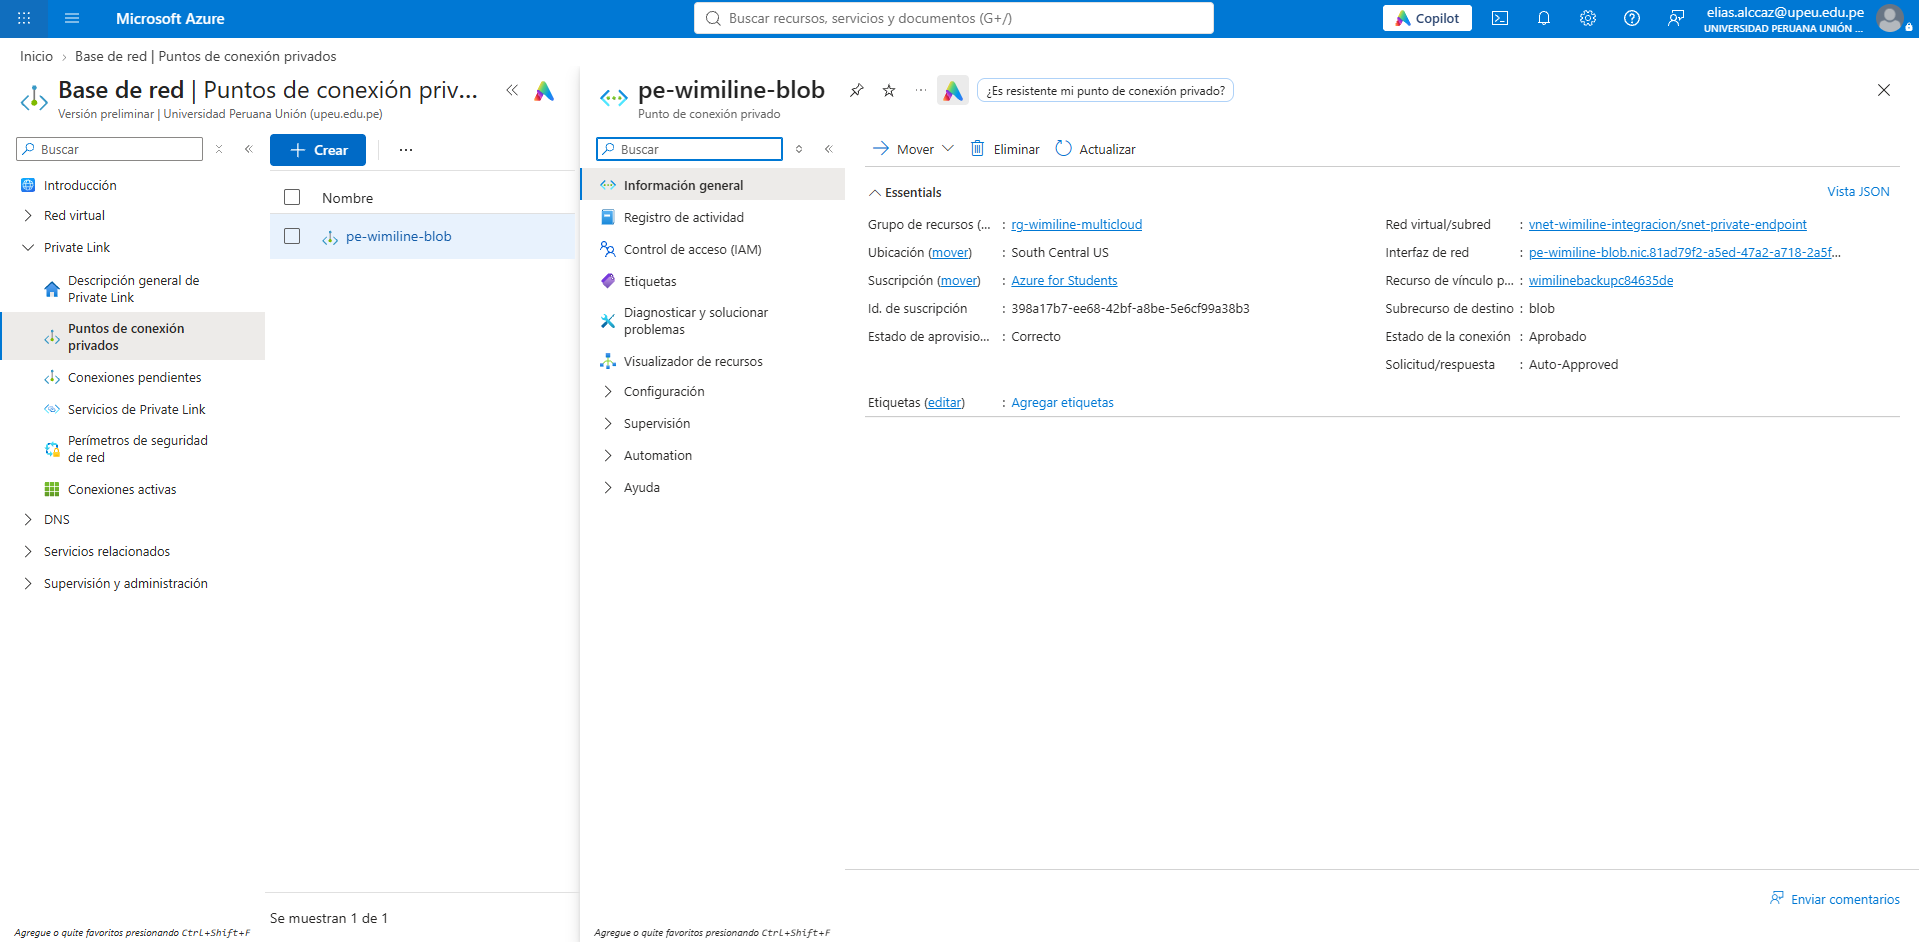 Microsoft Azure
Buscar recursos, servicios y documentos (G+/)
Copilot
elias.alccaz@upeu.edu.pe
UNIVERSIDAD PERUANA UNIÓN ...
Inicio > Base de red | Puntos de conexión privados
Base de red | Puntos de conexión priv...
Versión preliminar | Universidad Peruana Unión (upeu.edu.pe)
Buscar
Introducción
Red virtual
Private Link
Descripción general de
Private Link
Puntos de conexión
privados
Conexiones pendientes
Servicios de Private Link
Perímetros de seguridad
de red
Conexiones activas
DNS
Servicios relacionados
Supervisión y administración
Agregue o quite favoritos presionando Ctrl+Shift+F
Crear
...
Nombre
pe-wimiline-blob
Se muestran 1 de 1
pe-wimiline-blob
Punto de conexión privado
...
¿Es resistente mi punto de conexión privado?
Buscar
Información general
Registro de actividad
Control de acceso (IAM)
Etiquetas
Diagnosticar y solucionar
problemas
Visualizador de recursos
Configuración
Supervisión
Automation
Ayuda
Agregue o quite favoritos presionando Ctrl+Shift+F
Mover
Eliminar
Actualizar
Essentials
Vista JSON
Grupo de recursos (... : rg-wimiline-multicloud
Ubicación (mover) : South Central US
Suscripción (mover) : Azure for Students
Id. de suscripción : 398a17b7-ee68-42bf-a8be-5e6cf99a38b3
Estado de aprovisio... : Correcto
Red virtual/subred : vnet-wimiline-integracion/snet-private-endpoint
Interfaz de red : pe-wimiline-blob.nic.81ad79f2-a5ed-47a2-a718-2a5f...
Recurso de vínculo p... : wimilinebackupc84635de
Subrecurso de destino : blob
Estado de la conexión : Aprobado
Solicitud/respuesta : Auto-Approved
Etiquetas (editar) : Agregar etiquetas
Enviar comentarios